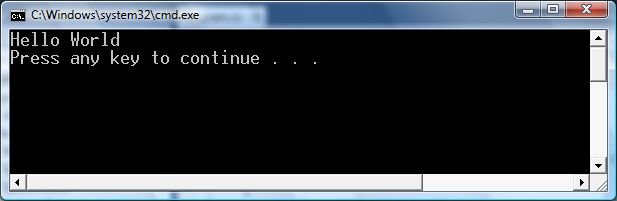 C:\Windows\system32\cmd.exe
Hello World
Press any key to continue . . .